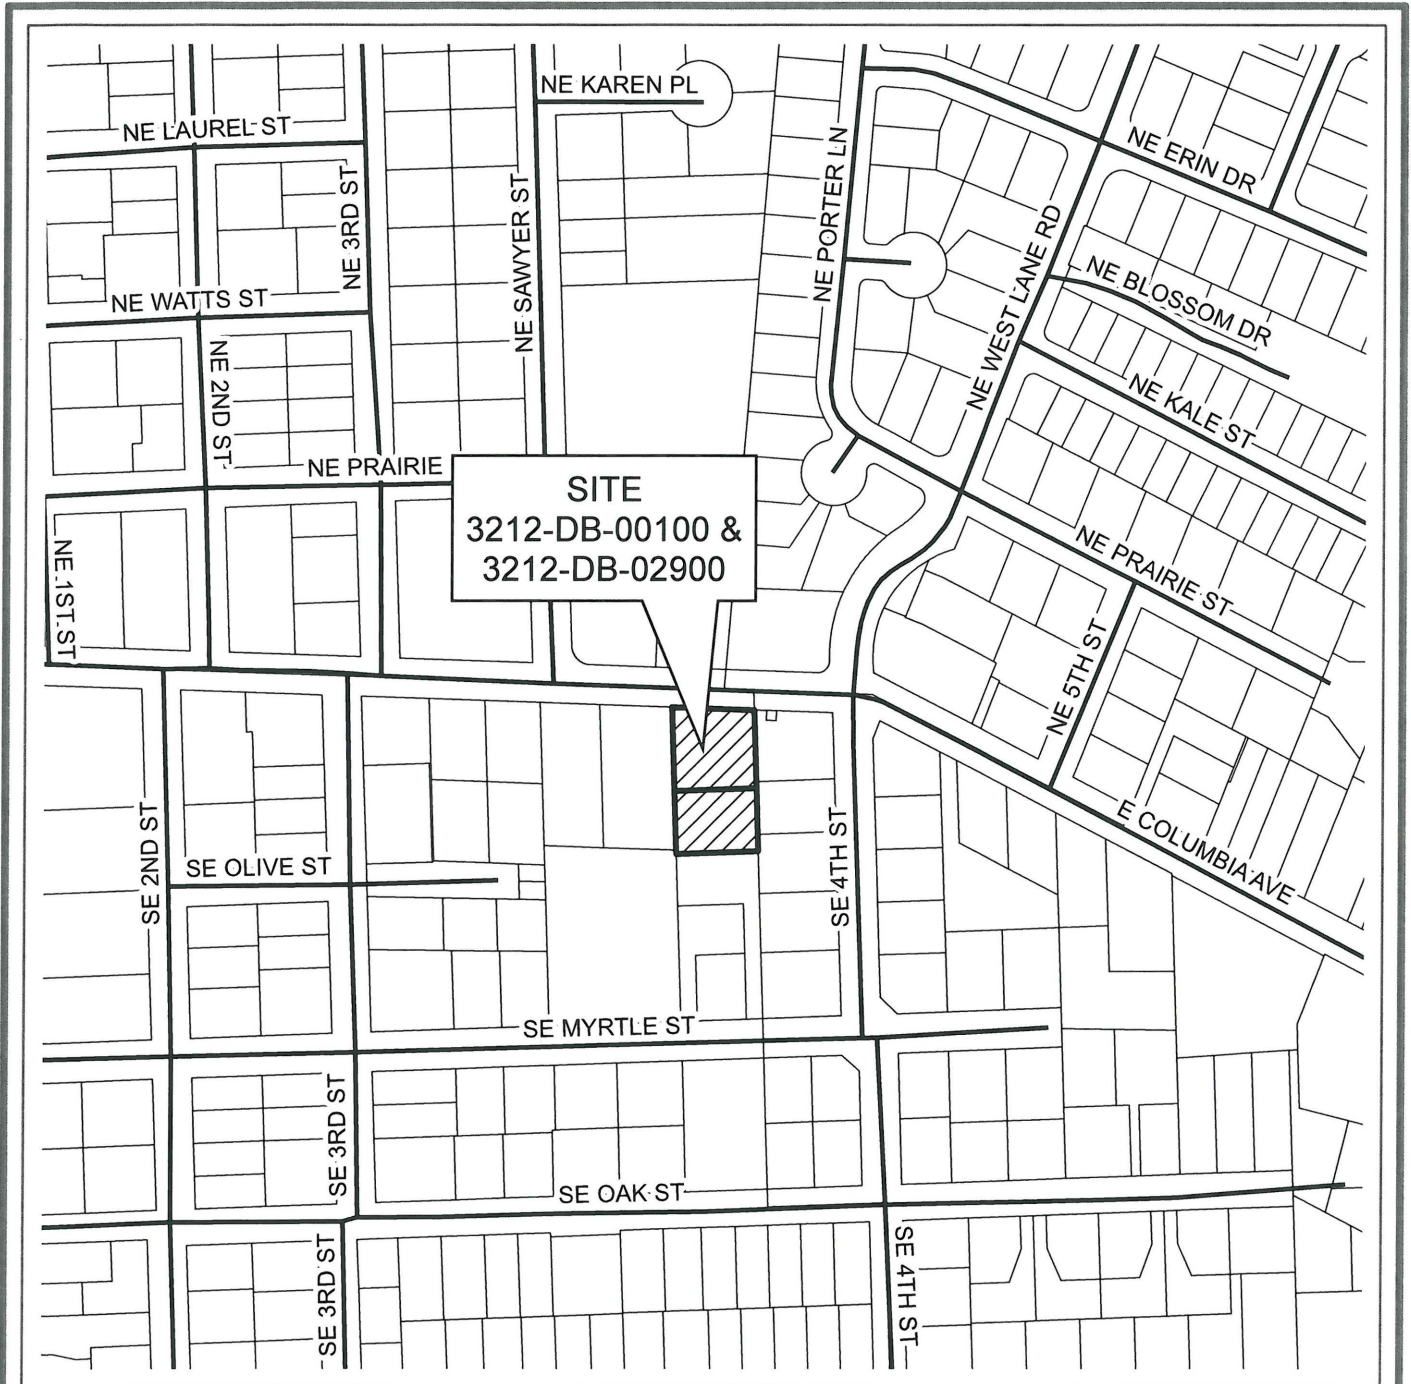 NE KAREN PL
NE LAUREL ST
NE ERIN DR
NE PORTER LN
NE 3RD ST
NE SAWYER ST
NE WEST LANE RD
NE BLOSSOM DR
NE WATTS ST
NE 2ND ST
NE KALE ST
NE PRAIRIE
SITE
3212-DB-00100 &
3212-DB-02900
NE 1ST ST
NE PRAIRIE ST
NE 5TH ST
SE 2ND ST
SE OLIVE ST
SE 4TH ST
E COLUMBIA AVE
SE MYRTLE ST
SE 3RD ST
SE OAK ST
SE 3RD ST
SE 4TH ST